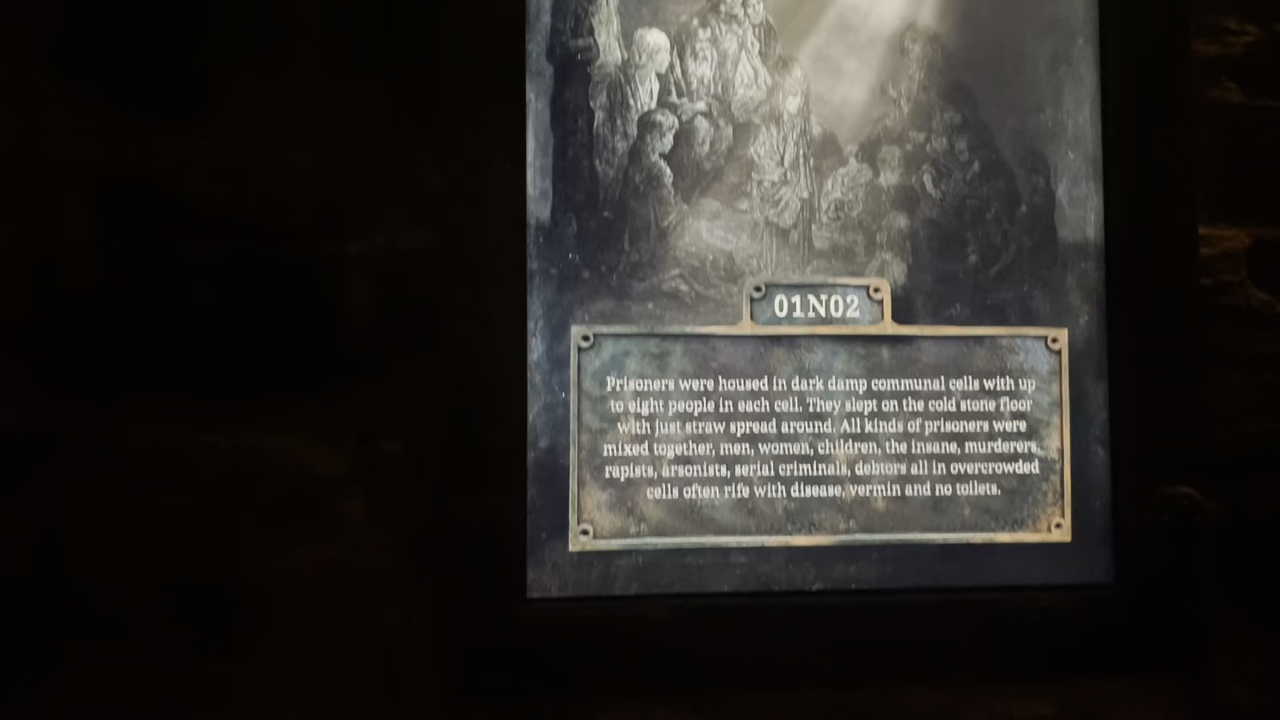 01N02
Prisoners were housed in dark damp communal cells with up
to eight people in each cell. They slept on the cold stone floor
with just straw spread around. All kinds of prisoners were
mixed together, men, women, children, the insane, murderers,
rapists, arsonists, serial criminals, debtors all in overcrowded
cells often rife with disease, vermin and no toilets.